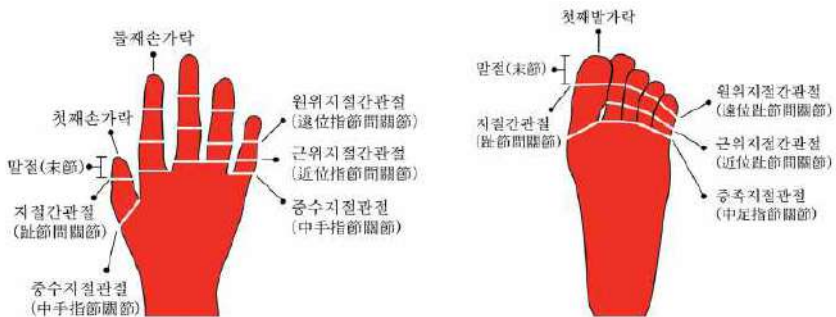 둘째손가락
첫째손가락
말절(末節)
지절간관절
(趾節間關節)
중수지절관절
(中手指節關節)
원위지절간관절
(遠位指節間關節)
근위지절간관절
(近位指節間關節)
중수지절관절
(中手指節關節)
첫째발가락
말절(末節)
지절간관절
(趾節間關節)
원위지절간관절
(遠位趾節間關節)
근위지절간관절
(近位趾節間關節)
중족지절관절
(中足指節關節)